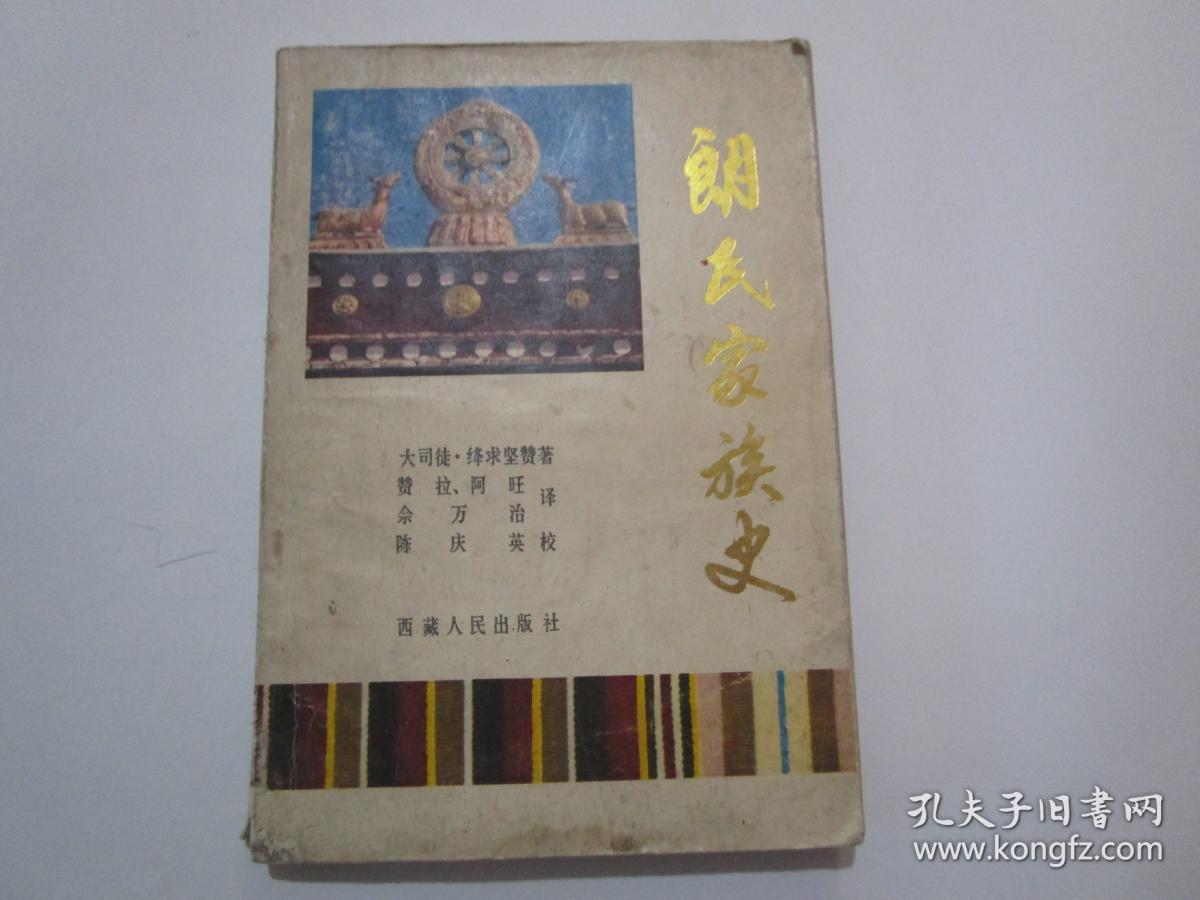 朗氏家族史
大司徒·绛求坚赞著
赞拉、阿旺
佘万治 译
陈庆英校
西藏人民出版社
孔夫子旧书网
www.kongfz.com